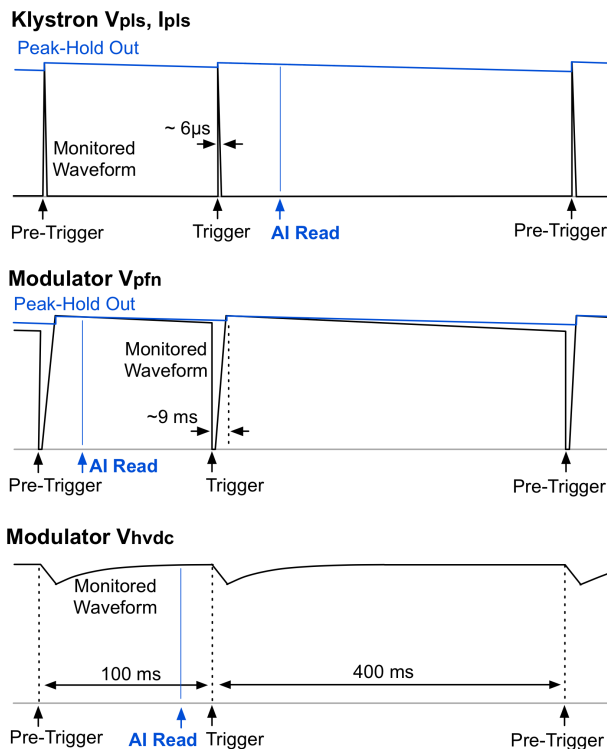 Klystron Vpls, Ipls
Peak-Hold Out
~ 6µs
Monitored
Waveform
Pre-Trigger
Trigger
AI Read
Pre-Trigger
Modulator Vpfn
Peak-Hold Out
Monitored
Waveform
~9 ms
AI Read
Pre-Trigger
Trigger
Pre-Trigger
Modulator Vhvdc
Monitored
Waveform
100 ms
400 ms
Pre-Trigger
AI Read
Trigger
Pre-Trigger